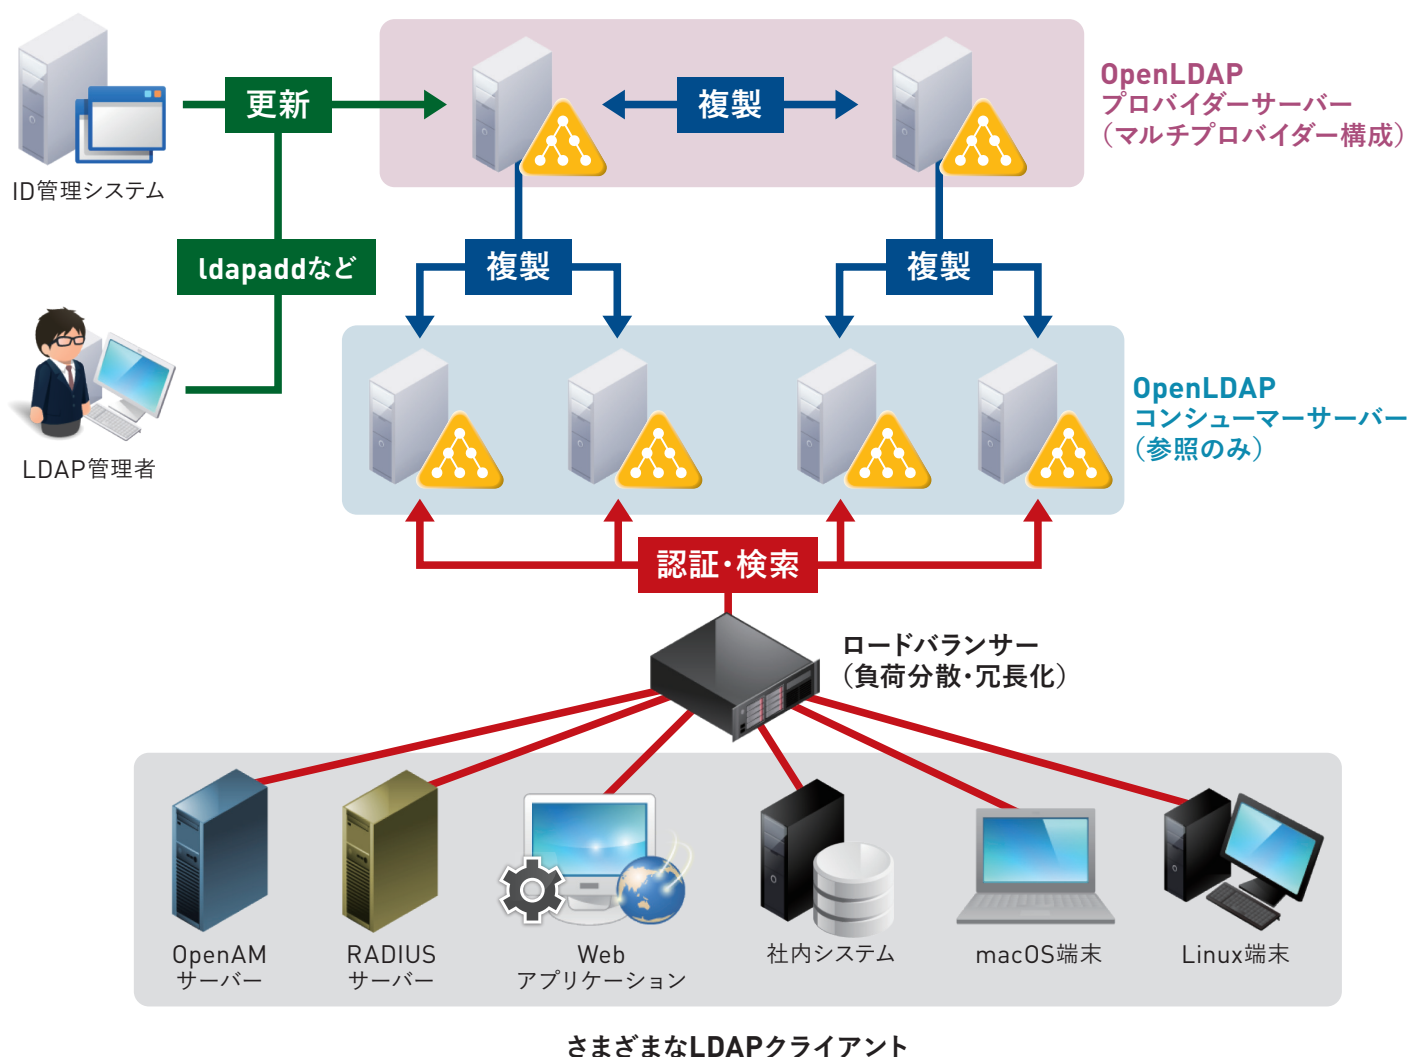 更新
複製
OpenLDAP
プロバイダーサーバー
（マルチプロバイダー構成）
ID管理システム
ldapaddなど
複製
複製
LDAP管理者
OpenLDAP
コンシューマーサーバー
（参照のみ）
認証・検索
ロードバランサー
（負荷分散・冗長化）
OpenAM
サーバー
RADIUS
サーバー
Web
アプリケーション
社内システム
macOS端末
Linux端末
さまざまなLDAPクライアント